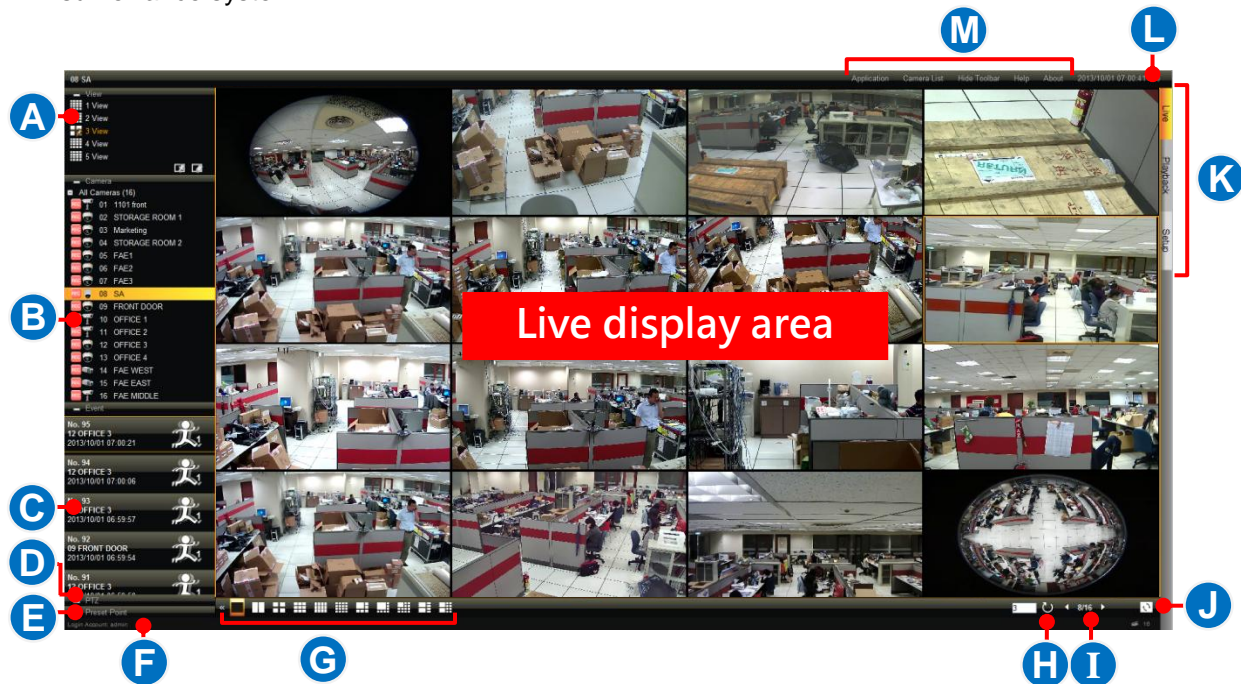 M
L
08 SA
Application Camera List Hide Toolbar Help About 2013/10/01 07:00:41
View
A
1 View
2 View
3 View
4 View
5 View
Live
Playback
Setup
K
Camera
All Cameras (16)
01 1101 front
02 STORAGE ROOM 1
03 Marketing
04 STORAGE ROOM 2
05 FAE1
06 FAE2
07 FAE3
08 SA
09 FRONT DOOR
B
10 OFFICE 1
11 OFFICE 2
12 OFFICE 3
13 OFFICE 4
14 FAE WEST
15 FAE EAST
16 FAE MIDDLE
Live display area
Event
No. 95
12 OFFICE 3
2013/10/01 07:00:21
No. 94
12 OFFICE 3
2013/10/01 07:00:06
C
No. 93
OFFICE 3
2013/10/01 06:59:57
No. 92
09 FRONT DOOR
2013/10/01 06:59:54
D
No. 91
12 OFFICE 3
PTZ
E
Preset Point
Login Account: admin
3
8/16
J
16
F
G
H
I